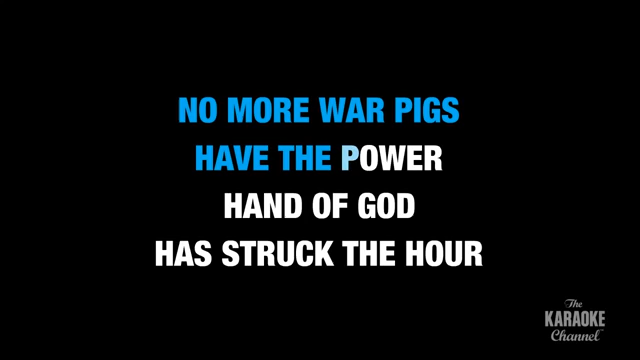 NO MORE WAR PIGS
HAVE THE POWER
HAND OF GOD
HAS STRUCK THE HOUR
The
KARAOKE
Channel